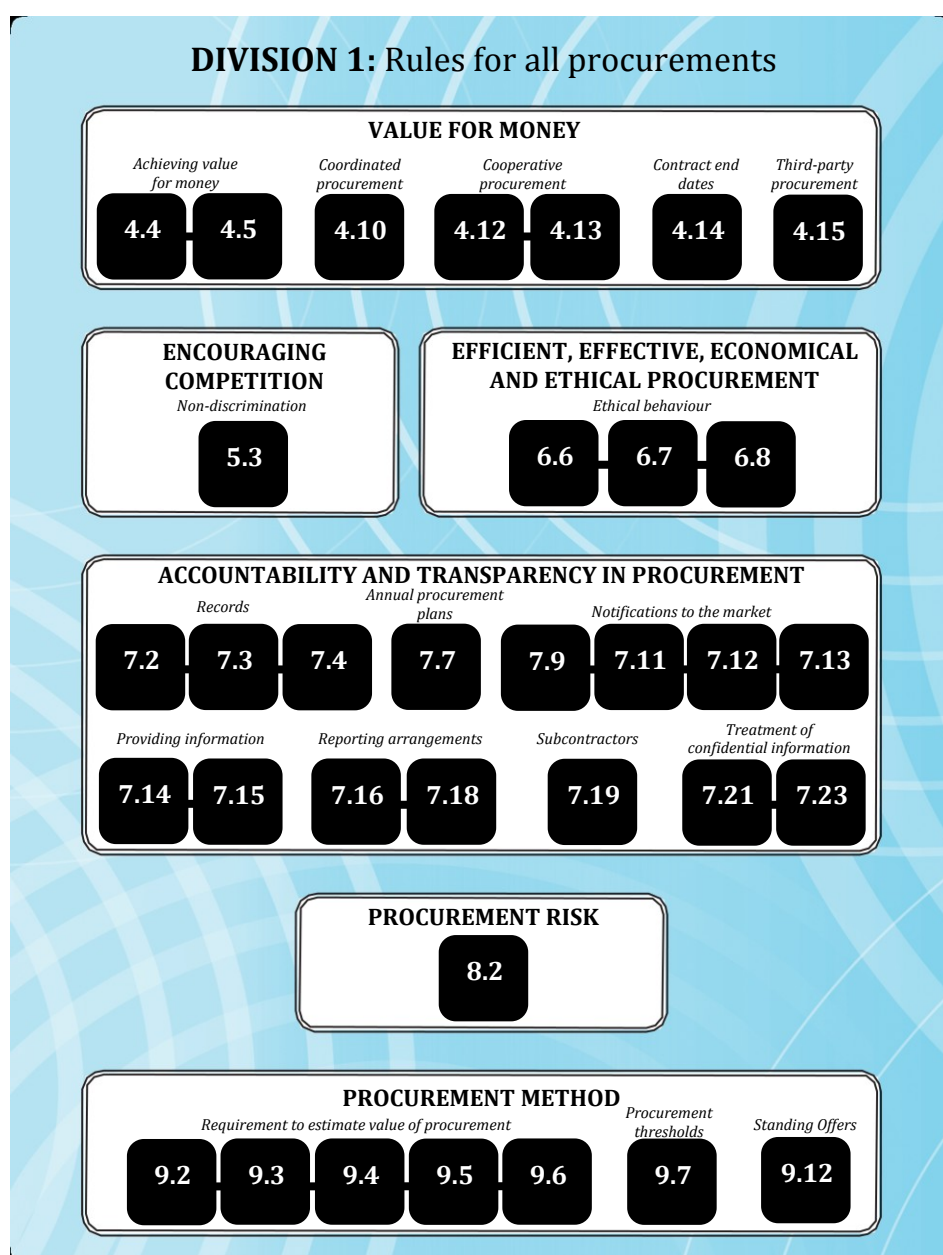 DIVISION 1: Rules for all procurements
VALUE FOR MONEY
Achieving value
for money
Coordinated
procurement
Cooperative
procurement
Contract end
dates
Third-party
procurement
4.4 4.5 4.10 4.12 4.13 4.14 4.15
ENCOURAGING
COMPETITION
Non-discrimination
5.3
EFFICIENT, EFFECTIVE, ECONOMICAL
AND ETHICAL PROCUREMENT
Ethical behaviour
6.6 6.7 6.8
ACCOUNTABILITY AND TRANSPARENCY IN PROCUREMENT
Records
Annual procurement
plans
Notifications to the market
7.2 7.3 7.4 7.7 7.9 7.11 7.12 7.13
Providing information
Reporting arrangements
Subcontractors
Treatment of
confidential information
7.14 7.15 7.16 7.18 7.19 7.21 7.23
PROCUREMENT RISK
8.2
PROCUREMENT METHOD
Requirement to estimate value of procurement
Procurement
thresholds
Standing Offers
9.2 9.3 9.4 9.5 9.6 9.7 9.12